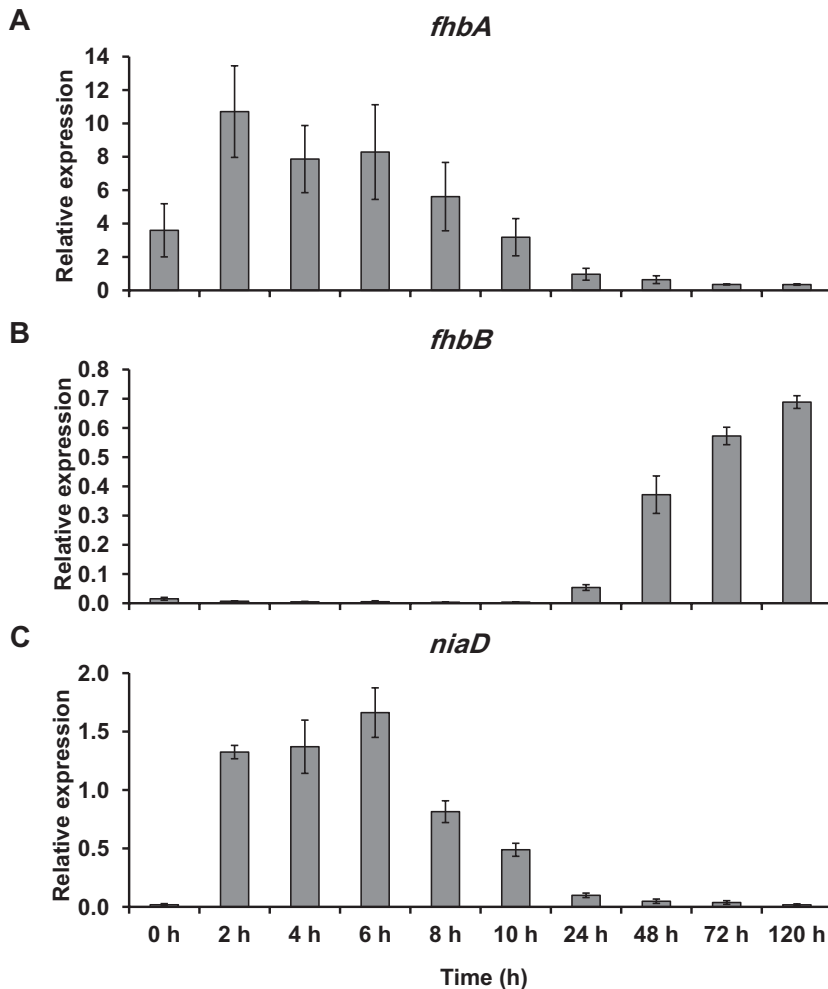 A
fhbA
Relative expression
14
12
10
8
6
4
2
0
B
fhbB
Relative expression
0.8
0.7
0.6
0.5
0.4
0.3
0.2
0.1
0.0
C
niaD
Relative expression
2.0
1.5
1.0
0.5
0.0
0 h 2 h 4 h 6 h 8 h 10 h 24 h 48 h 72 h 120 h
Time (h)